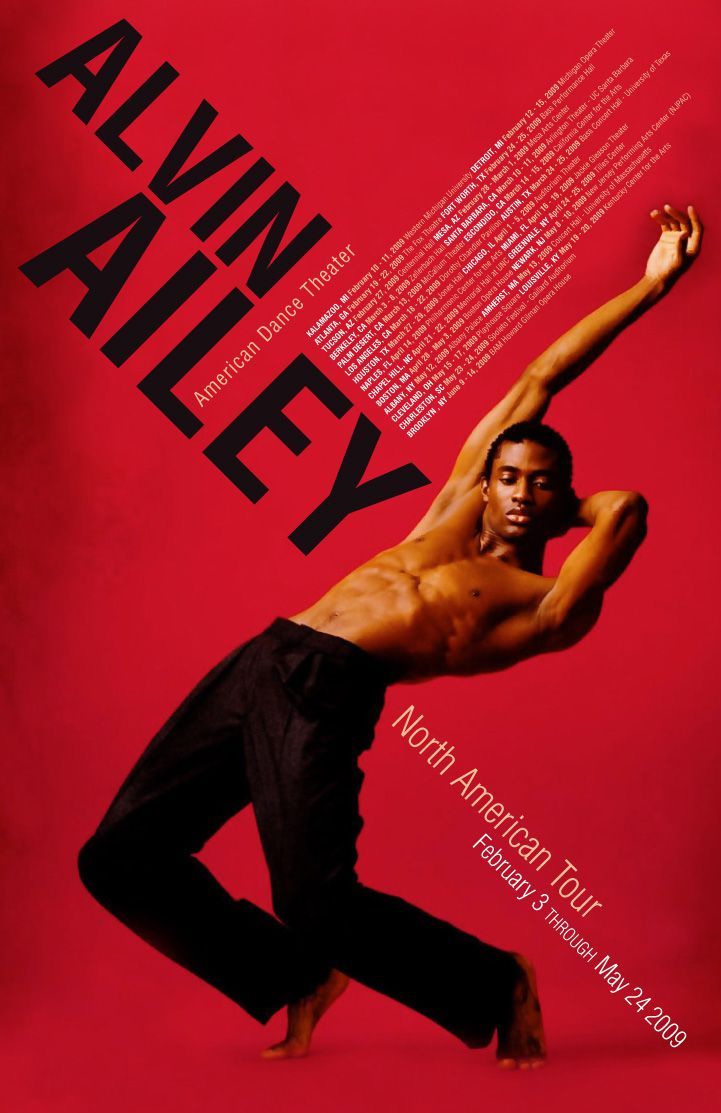 ALVIN
AILEY
American Dance Theater
KALAMAZOO, MI February 10 - 11, 2009 Western Michigan University DETROIT, MI February 12 - 15, 2009 Michigan Opera Theater
ATLANTA, GA February 19 - 22, 2009 The Fox Theatre FORT WORTH, TX February 24 - 25, 2009 Bass Performance Hall
TUCSON, AZ February 27, 2009 Centennial Hall MESA, AZ February 28 - March 1, 2009 Mesa Arts Center
BERKELEY, CA March 3 - 8, 2009 Zellerbach Hall SANTA BARBARA, CA March 10 - 11, 2009 Arlington Theater - UC Santa Barbara
PALM DESERT, CA March 13, 2009 McCallum Theatre ESCONDIDO, CA March 14 - 15, 2009 California Center for the Arts
LOS ANGELES, CA March 18 - 22, 2009 Dorothy Chandler Pavilion AUSTIN, TX March 24 - 25, 2009 Bass Concert Hall - University of Texas
HOUSTON, TX March 27 - 28, 2009 Jones Hall CHICAGO, IL April 1 - 5, 2009 Auditorium Theater
NAPLES, FL April 14, 2009 Philharmonic Center for the Arts MIAMI, FL April 16 - 19, 2009 Jackie Gleason Theater
CHAPEL HILL, NC April 21 - 22, 2009 Memorial Hall at UNC GREENVALE, NY April 24 - 25, 2009 Tilles Center
BOSTON, MA April 28 - May 3, 2009 Boston Opera House NEWARK, NJ May 8 - 10, 2009 New Jersey Performing Arts Center (NJPAC)
ALBANY, NY May 12, 2009 Albany Palace AMHERST, MA May 13, 2009 Concert Hall - University of Massachusetts
CLEVELAND, OH May 15 - 17, 2009 Playhouse Square LOUISVILLE, KY May 19 - 20, 2009 Kentucky Center for the Arts
CHARLESTON, SC May 23 - 24, 2009 Spoleto Festival - Gaillard Auditorium
BROOKLYN , NY June 9 - 14, 2009 BAM Howard Gilman Opera House
North American Tour
February 3 THROUGH May 24 2009